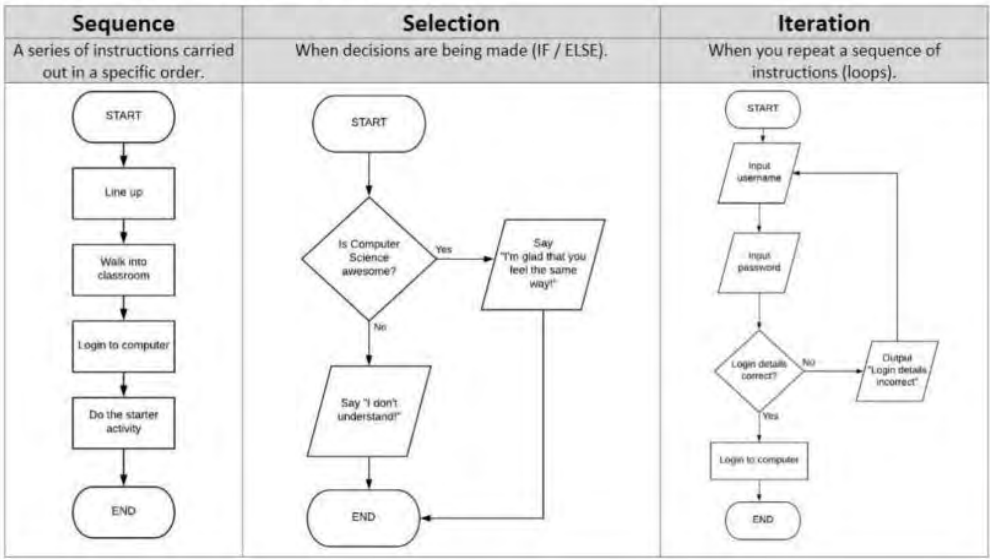 Sequence
A series of instructions carried
out in a specific order.
START
Line up
Walk into
classroom
Login to computer
Do the starter
activity
END
Selection
When decisions are being made (IF / ELSE).
START
Is Computer
Science
awesome?
Yes
Say
"I'm glad that you
feel the same
way!"
No
Say "I don't
understand!"
END
Iteration
When you repeat a sequence of
instructions (loops).
START
Input
username
Input
password
Login details
correct?
No
Output
"Login details
incorrect"
Yes
Login to computer
END